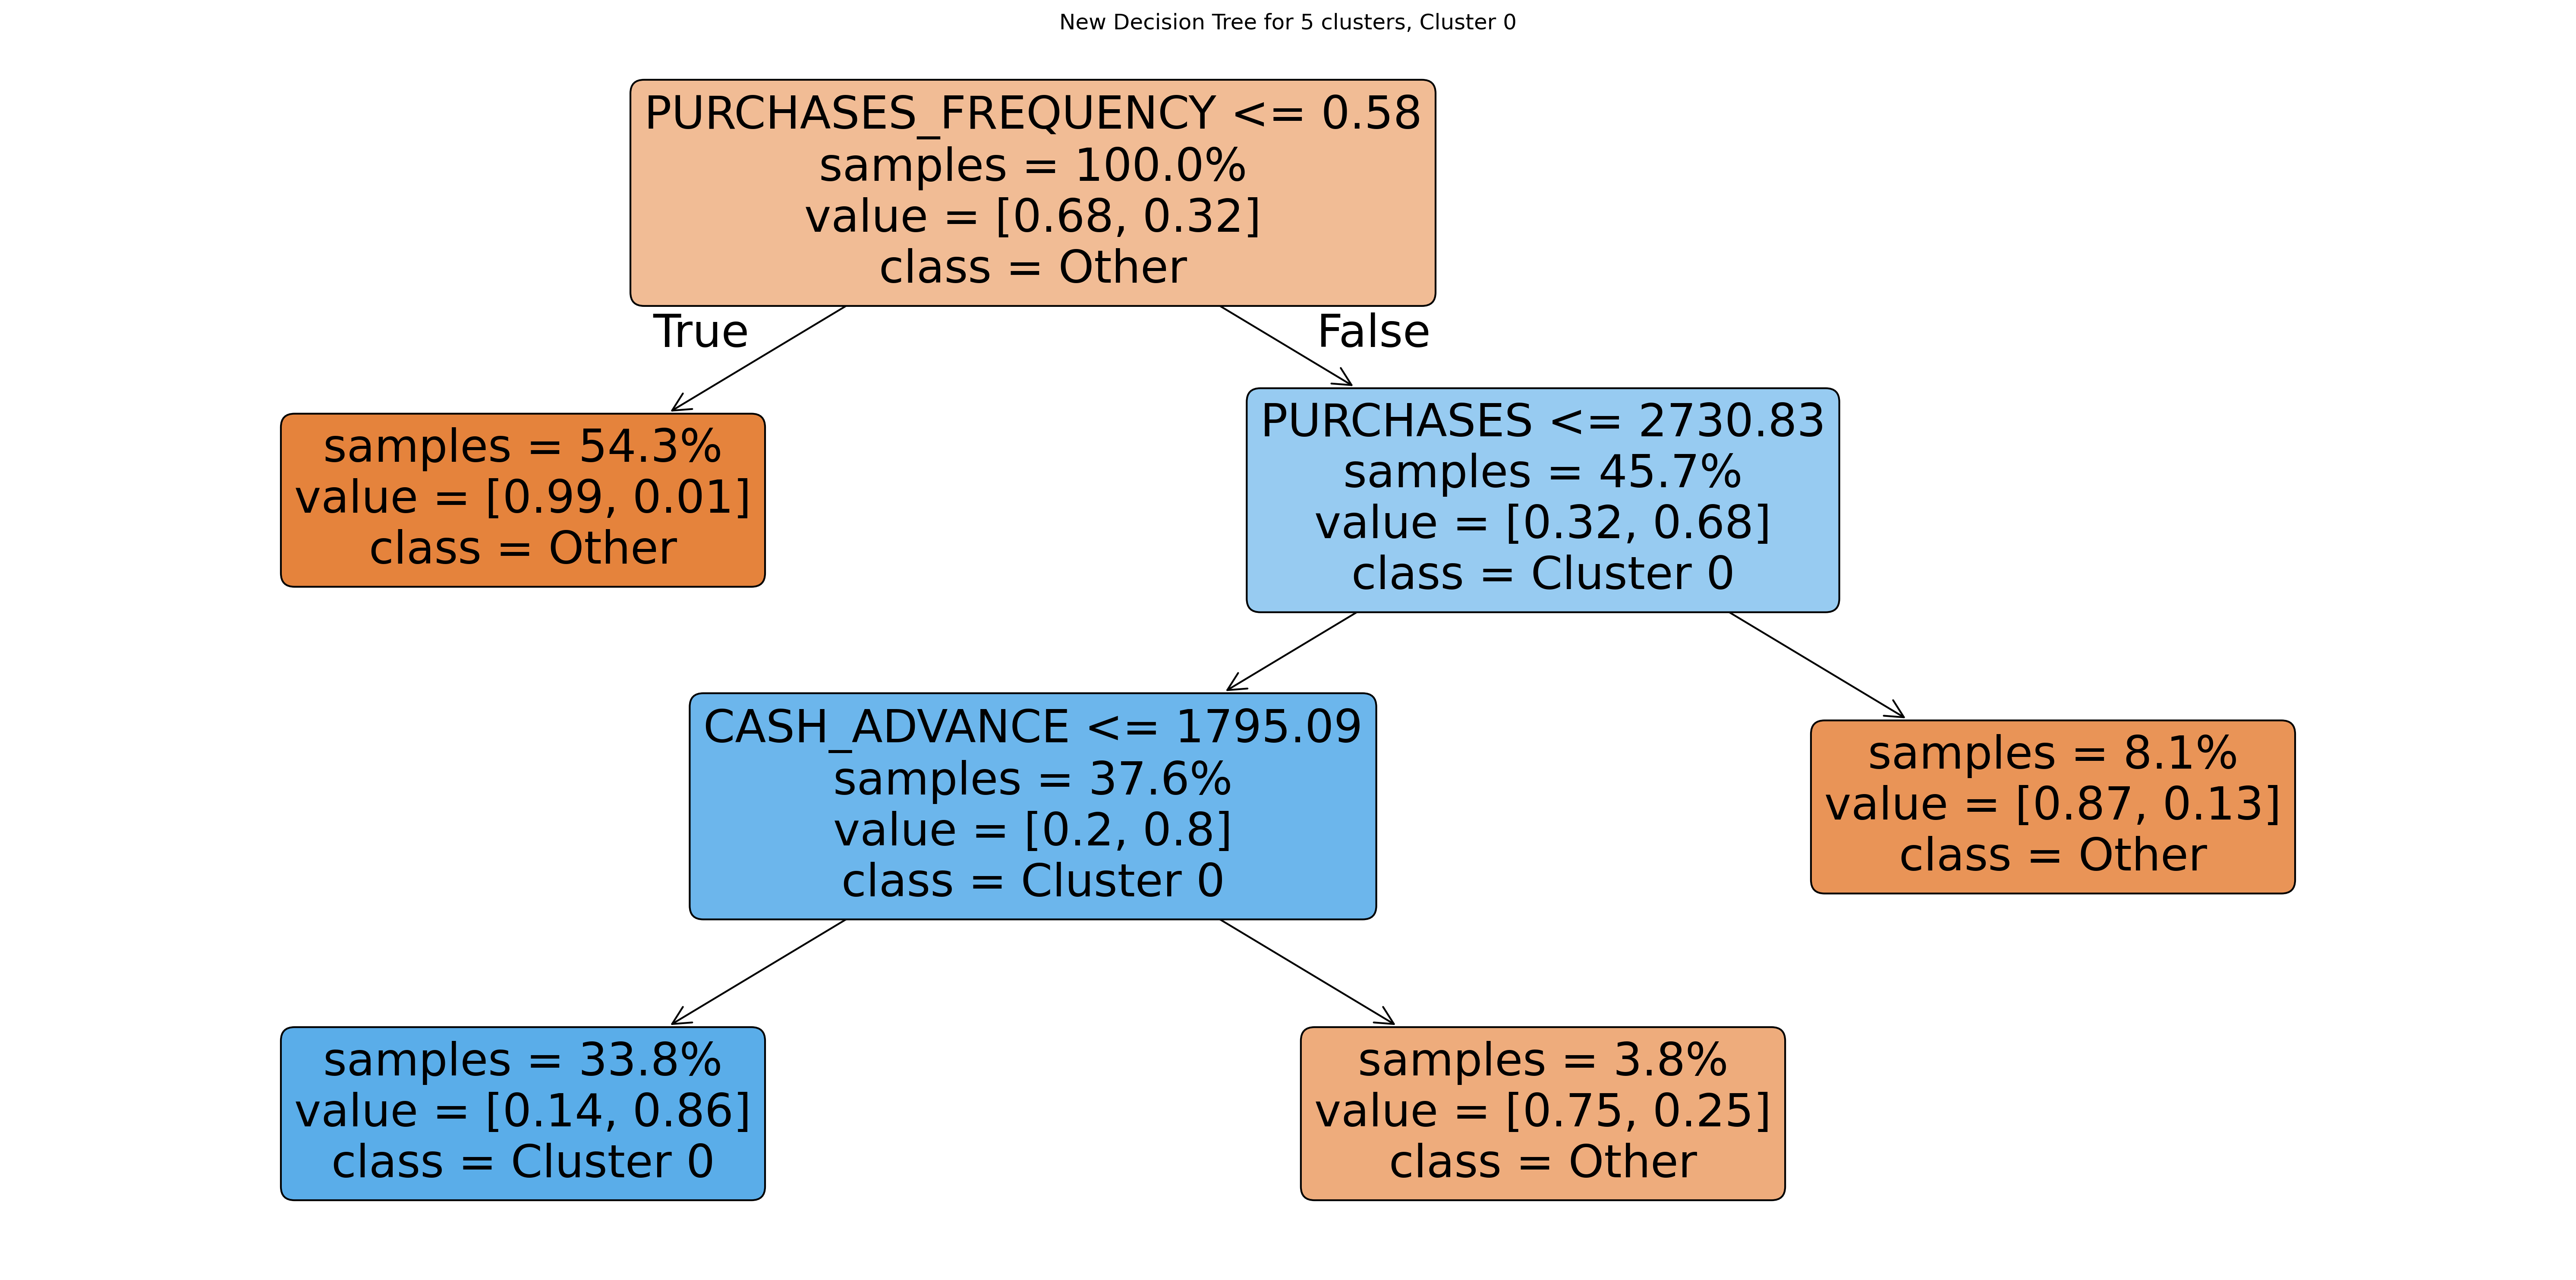 New Decision Tree for 5 clusters, Cluster 0
PURCHASES_FREQUENCY <= 0.58
samples = 100.0%
value = [0.68, 0.32]
class = Other
True
False
samples = 54.3%
value = [0.99, 0.01]
class = Other
PURCHASES <= 2730.83
samples = 45.7%
value = [0.32, 0.68]
class = Cluster 0
CASH_ADVANCE <= 1795.09
samples = 37.6%
value = [0.2, 0.8]
class = Cluster 0
samples = 8.1%
value = [0.87, 0.13]
class = Other
samples = 33.8%
value = [0.14, 0.86]
class = Cluster 0
samples = 3.8%
value = [0.75, 0.25]
class = Other